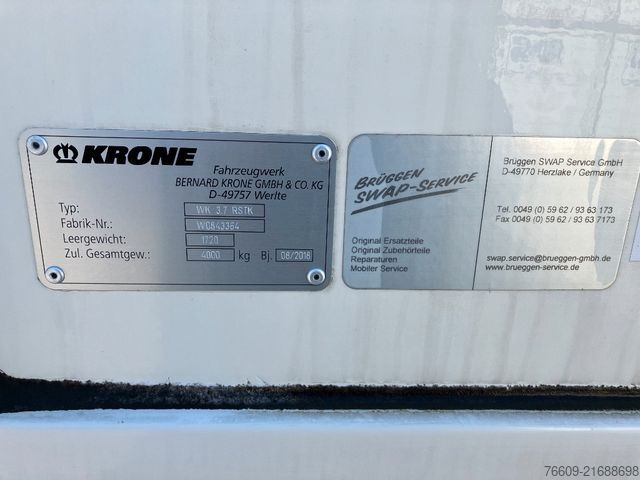 KRONE
Fahrzeugwerk
BERNARD KRONE GMBH & CO. KG
D-49757 Werlte
Typ: WK 3,7 RSTK
Fabrik-Nr.: WC843364
Leergewicht: 1720
Zul. Gesamtgew.: 4000 kg Bj. 08/2018
BRÜGGEN
SWAP-SERVICE
Original Ersatzteile
Original Zubehörteile
Reparaturen
Mobiler Service
Brüggen SWAP Service GmbH
D-49770 Herzlake / Germany
Tel. 0049 (0) 59 62 / 93 63 173
Fax 0049 (0) 59 62 / 93 63 7173
swap.service@brueggen-gmbh.de
www.brueggen-service.de
76609-21688698